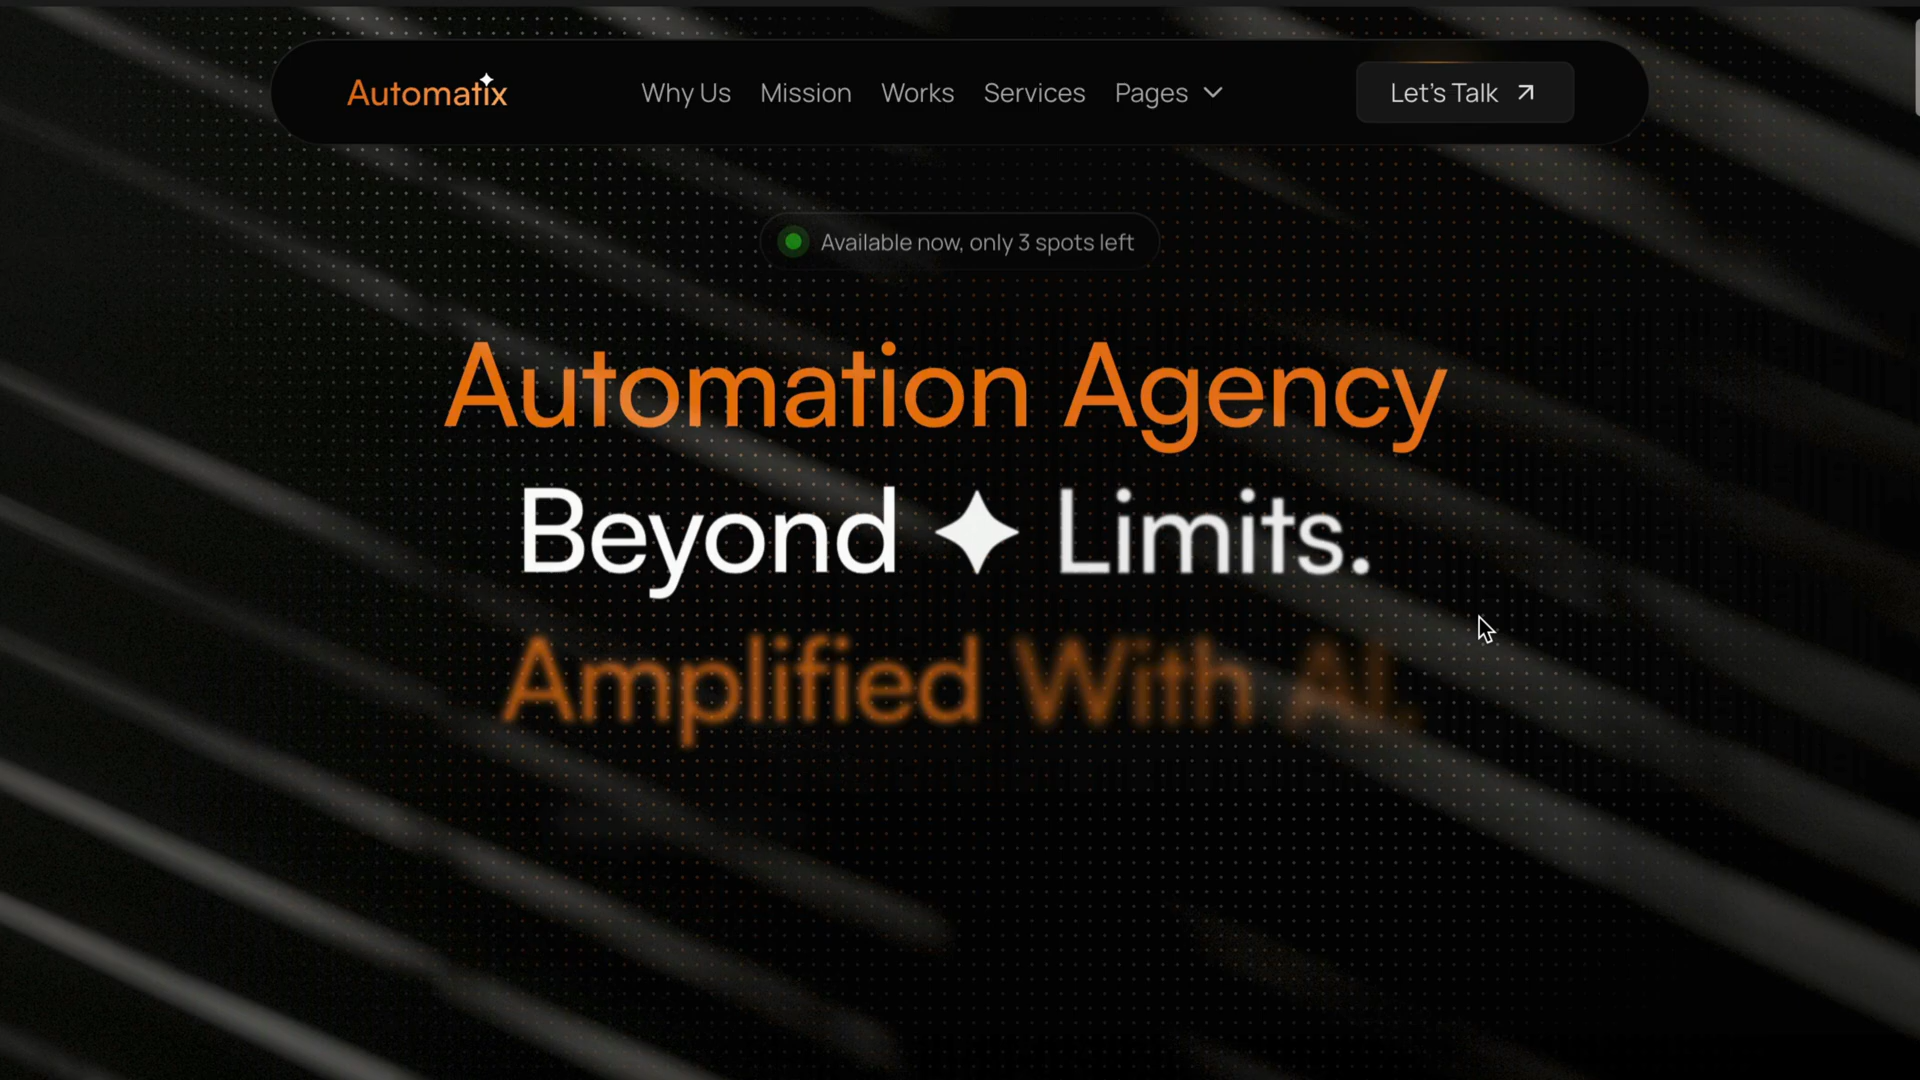 Automatix
Why Us Mission Works Services Pages
Let's Talk
Available now, only 3 spots left
Automation Agency
Beyond ✦ Limits.
Amplified With AI.